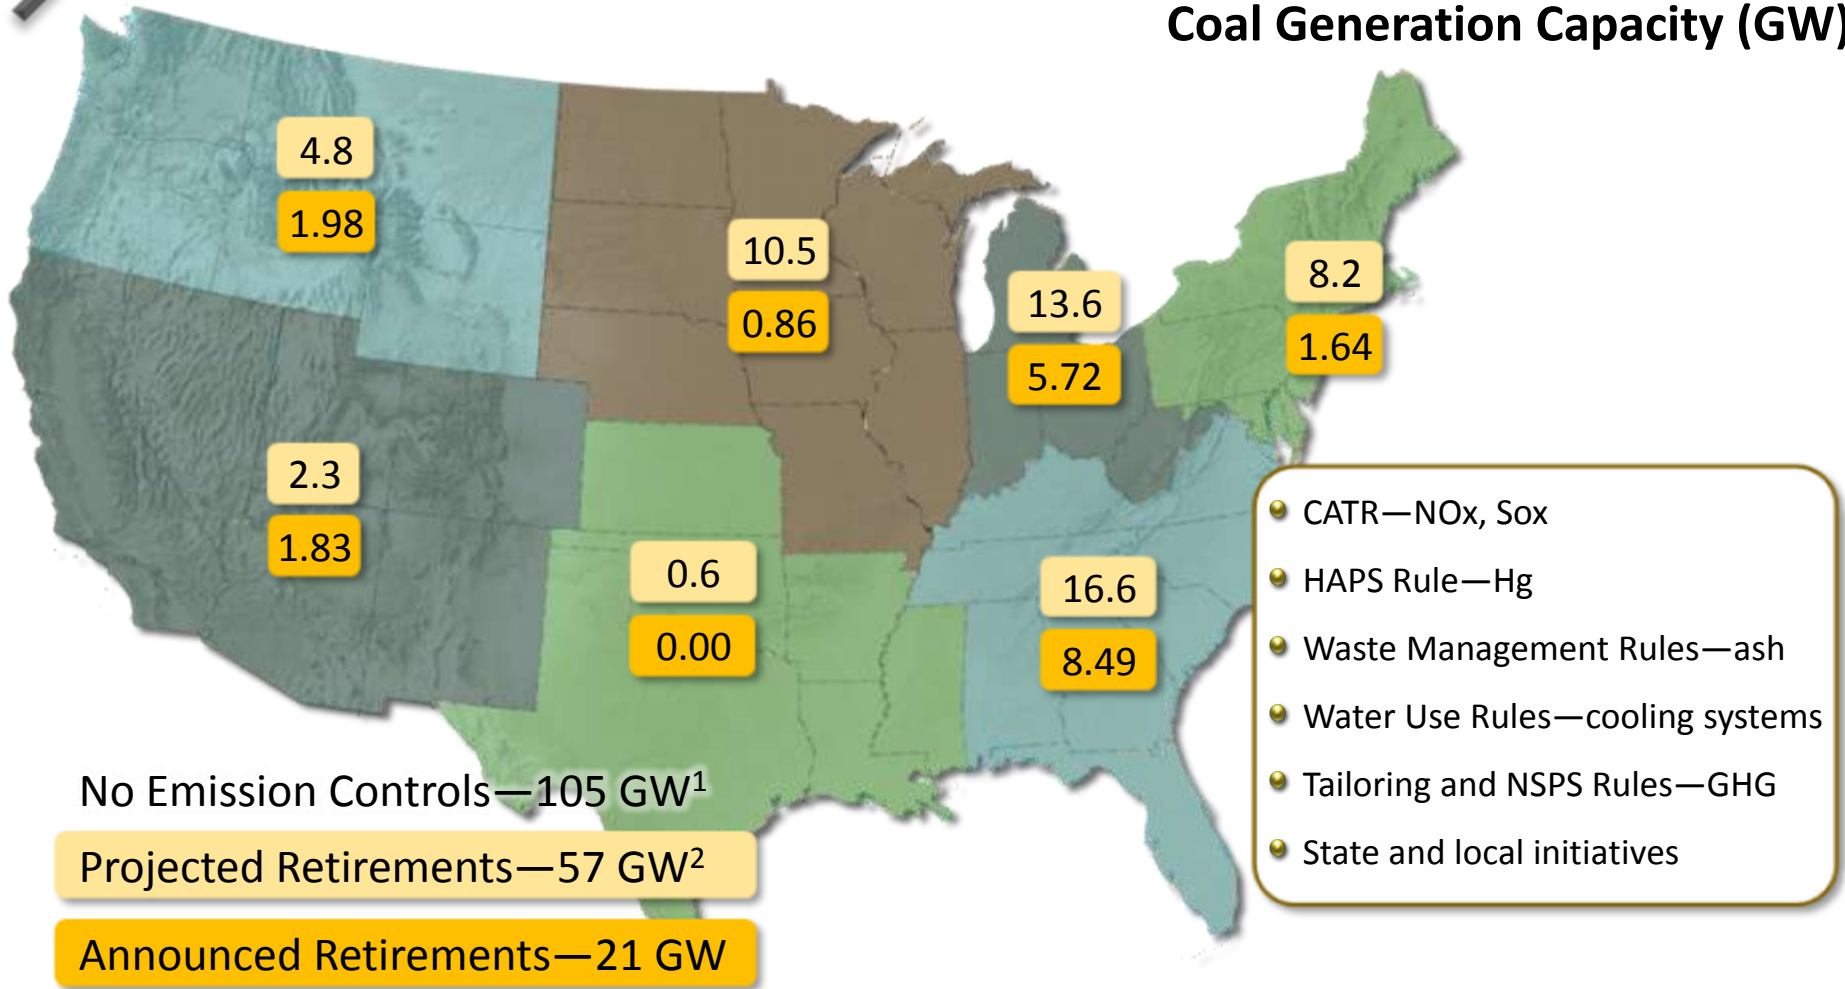 Coal Generation Capacity (GW)
4.8
1.98
10.5
0.86
13.6
5.72
8.2
1.64
2.3
1.83
0.6
0.00
16.6
8.49
CATR—NOx, Sox
HAPS Rule—Hg
Waste Management Rules—ash
Water Use Rules—cooling systems
Tailoring and NSPS Rules—GHG
State and local initiatives
No Emission Controls—105 GW¹
Projected Retirements—57 GW²
Announced Retirements—21 GW